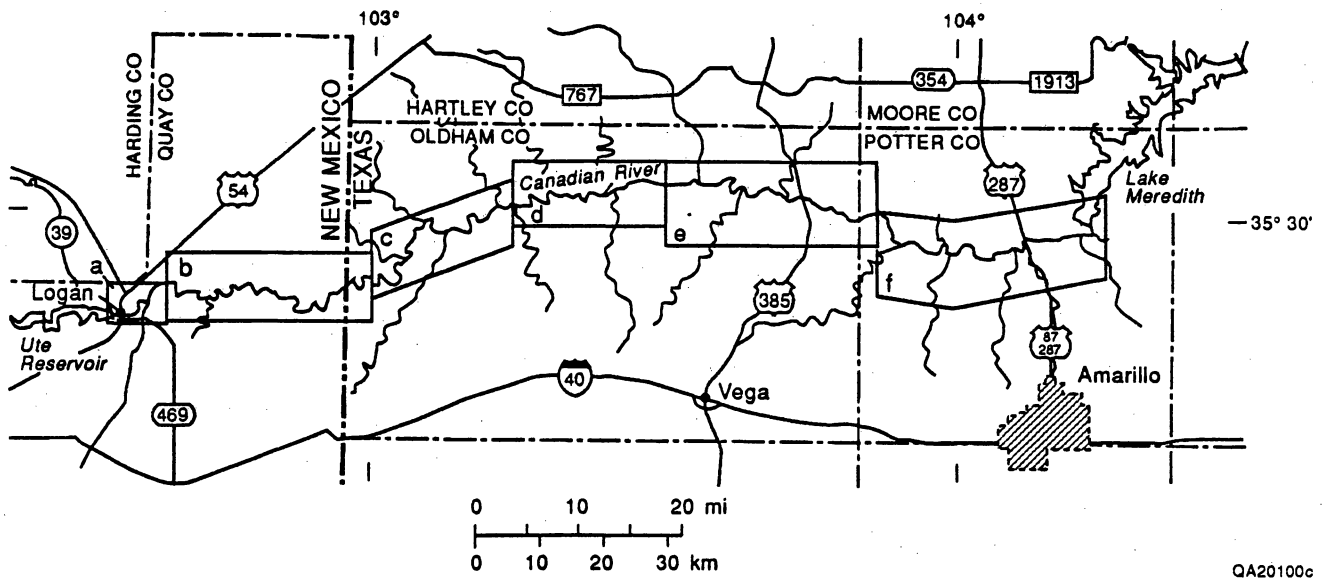 103°
104°
HARDING CO
QUAY CO
NEW MEXICO
TEXAS
HARTLEY CO
OLDHAM CO
767
354
1913
MOORE CO
POTTER CO
54
Canadian River
287
Lake
Meredith
39
35° 30'
a
b
c
d
e
f
Logan
Ute
Reservoir
385
87
287
469
40
Vega
Amarillo
0 10 20 mi
0 10 20 30 km
QA20100c